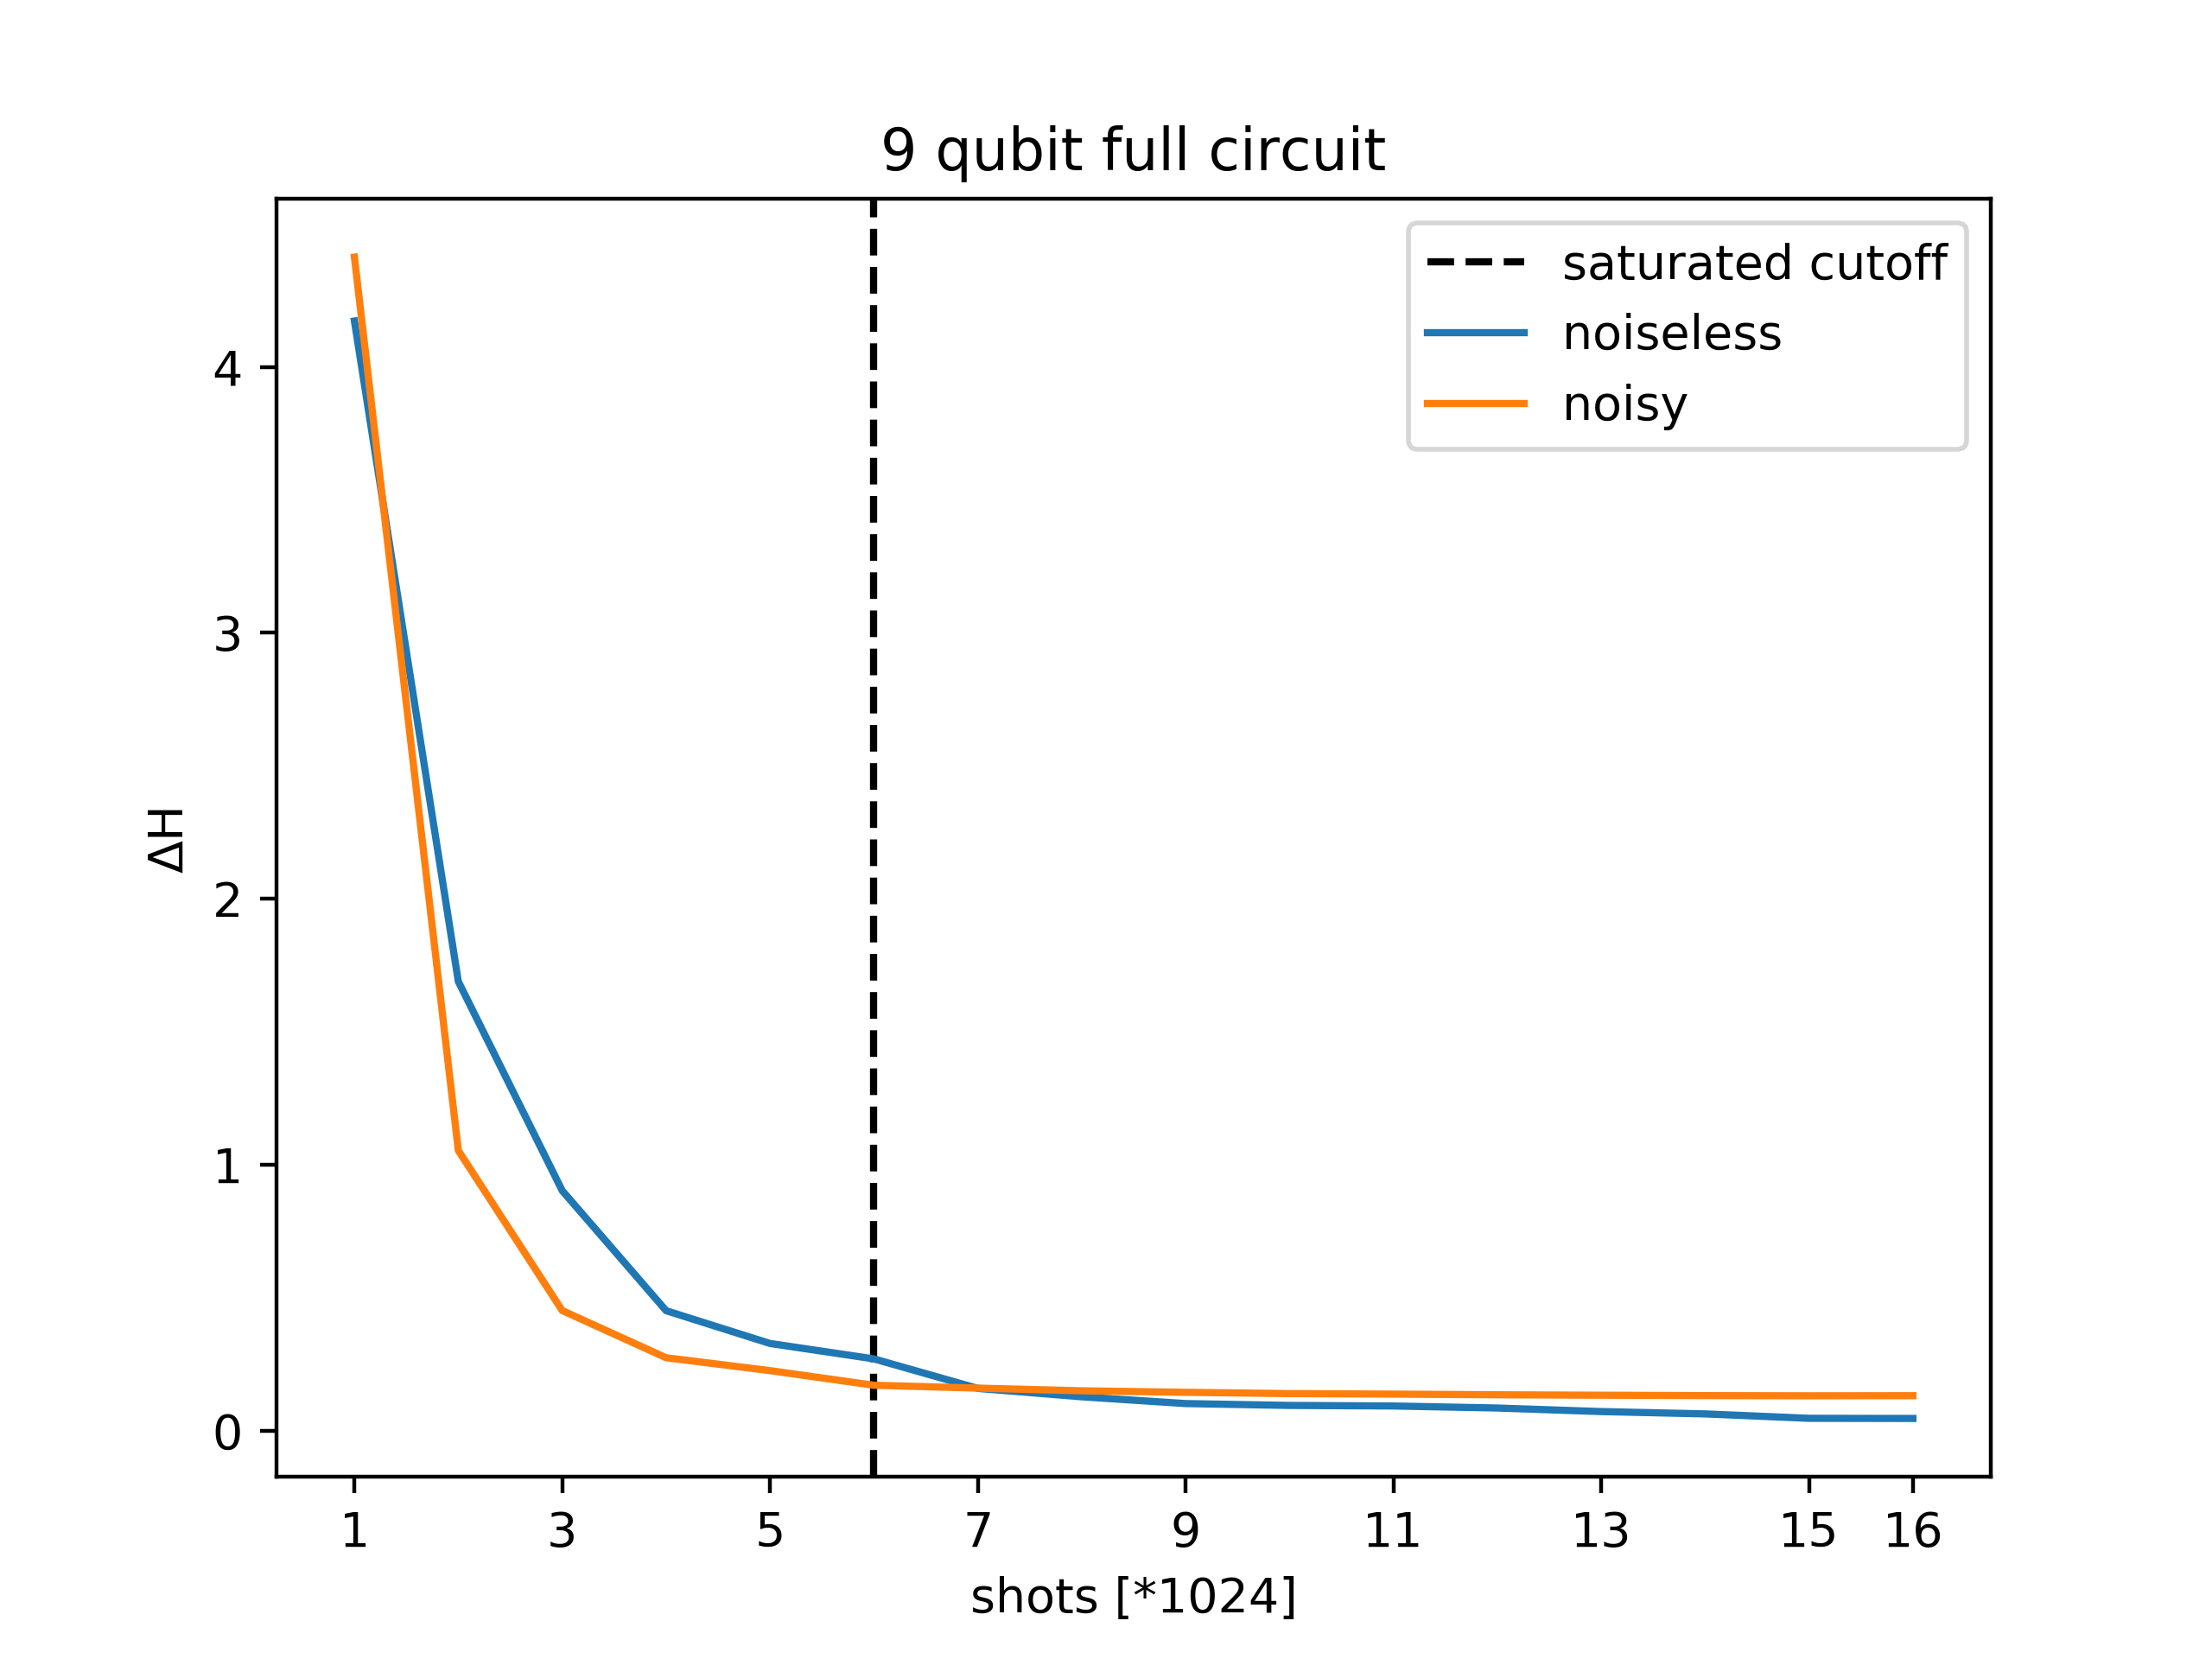 9 qubit full circuit
saturated cutoff
noiseless
noisy
ΔH
4
3
2
1
0
1 3 5 7 9 11 13 15 16
shots [*1024]